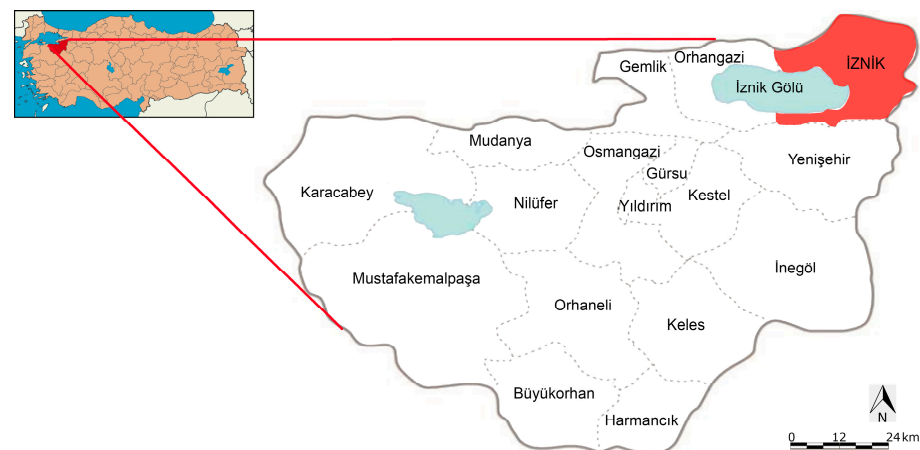 Orhangazi
Gemlik
İZNİK
İznik Gölü
Mudanya
Osmangazi
Yenişehir
Gürsu
Karacabey
Nilüfer
Yıldırım
Kestel
Mustafakemalpaşa
İnegöl
Orhaneli
Keles
Büyükorhan
Harmancık
N
0 12 24 km